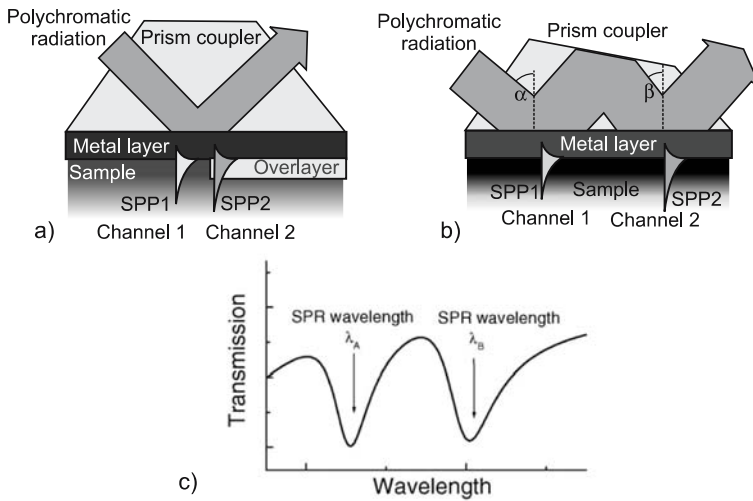 a)
Polychromatic
radiation
Prism coupler
Metal layer
Sample
Overlayer
SPP1
SPP2
Channel 1
Channel 2
b)
Polychromatic
radiation
Prism coupler
α
β
Metal layer
Sample
SPP1
SPP2
Channel 1
Channel 2
c)
Transmission
SPR wavelength
λA
SPR wavelength
λB
Wavelength